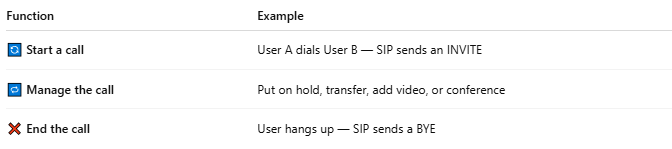 Function Example
🔄 Start a call User A dials User B — SIP sends an INVITE
🔁 Manage the call Put on hold, transfer, add video, or conference
❌ End the call User hangs up — SIP sends a BYE